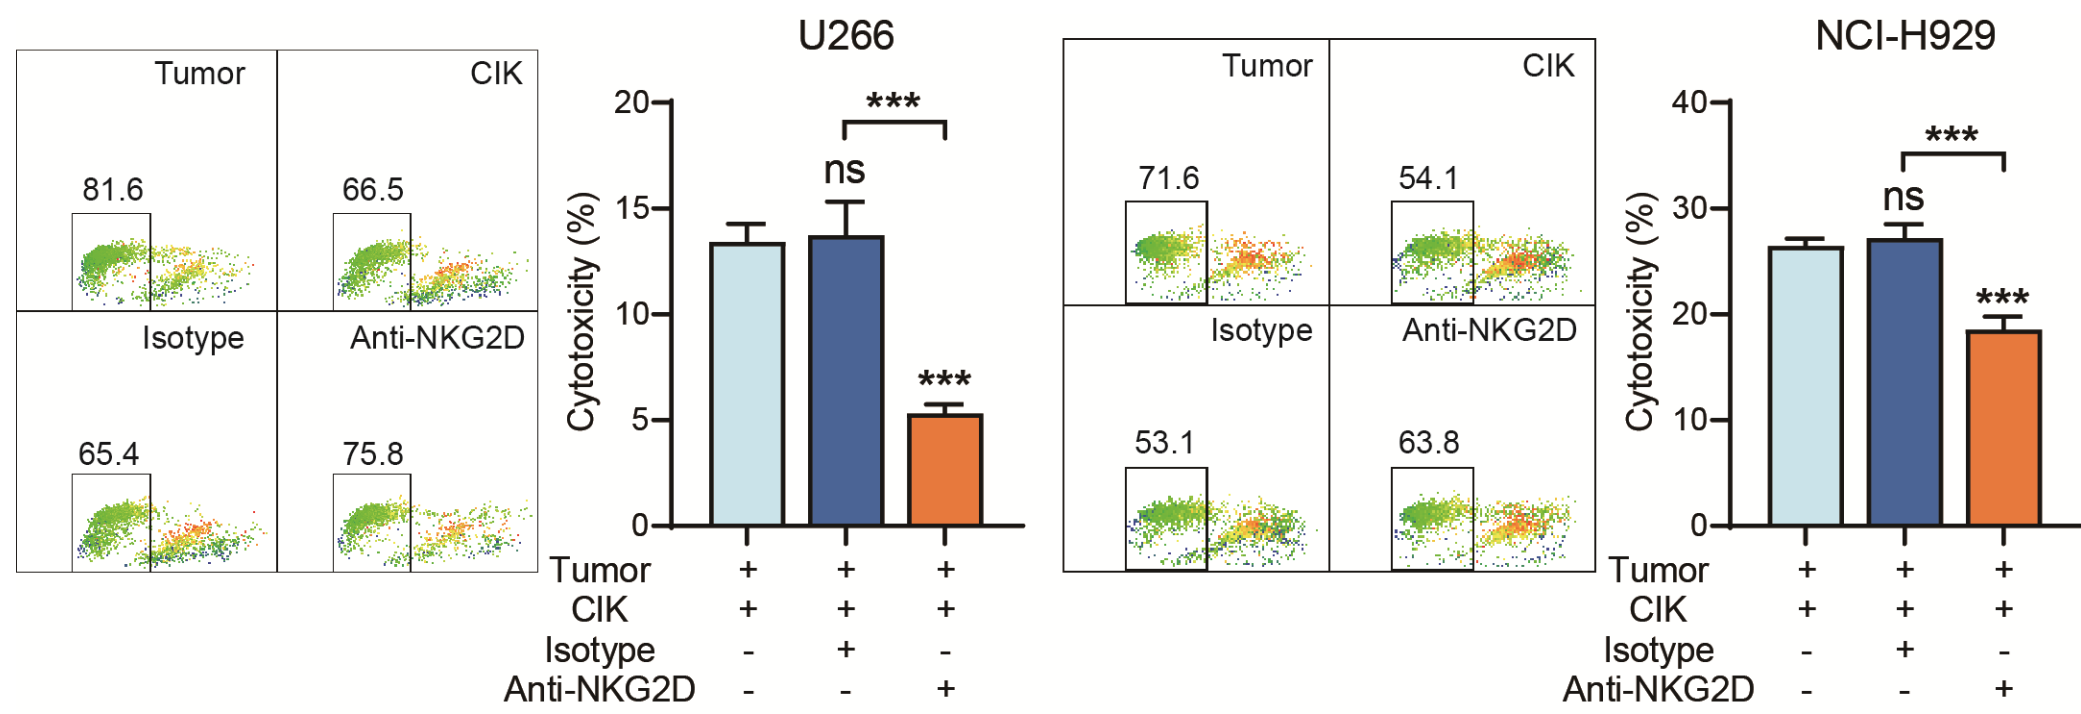 U266
NCI-H929
Tumor
CIK
81.6
66.5
Isotype
Anti-NKG2D
65.4
75.8
Cytotoxicity (%)
20
15
10
5
0
***
ns
***
Tumor + + +
CIK + + +
Isotype - + -
Anti-NKG2D - - +
Tumor
CIK
71.6
54.1
Isotype
Anti-NKG2D
53.1
63.8
Cytotoxicity (%)
40
30
20
10
0
***
ns
***
Tumor + + +
CIK + + +
Isotype - + -
Anti-NKG2D - - +